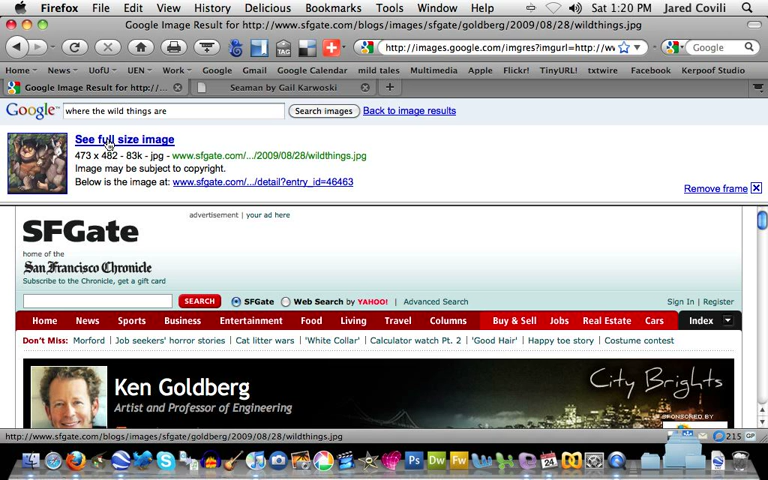 Firefox File Edit View History Delicious Bookmarks Tools Window Help Sat 1:20 PM Jared Covili
Google Image Result for http://www.sfgate.com/blogs/images/sfgate/goldberg/2009/08/28/wildthings.jpg
TAG http://images.google.com/imgres?imgurl=http://w Google
Home News UofU UEN Work Google Gmail Google Calendar mild tales Multimedia Apple Flickr! TinyURL! txtwire Facebook Kerpoof Studio
Google Image Result for http:/... Seaman by Gail Karwoski
Google where the wild things are Search images Back to image results
See full size image
473 x 482 - 83k - jpg - www.sfgate.com/.../2009/08/28/wildthings.jpg
Image may be subject to copyright.
Below is the image at: www.sfgate.com/.../detail?entry_id=46463
Remove frame X
advertisement | your ad here
SFGate
home of the
San Francisco Chronicle
Subscribe to the Chronicle, get a gift card
SEARCH SFGate Web Search by YAHOO! | Advanced Search Sign In | Register
Home News Sports Business Entertainment Food Living Travel Columns Buy & Sell Jobs Real Estate Cars Index
Don't Miss: Morford | Job seekers' horror stories | Cat litter wars | 'White Collar' | Calculator watch Pt. 2 | 'Good Hair' | Happy toe story | Costume contest
Ken Goldberg
Artist and Professor of Engineering
City Brights
SPONSORED BY
http://www.sfgate.com/blogs/images/sfgate/goldberg/2009/08/28/wildthings.jpg 215 GP
Ps Dw Fw 24